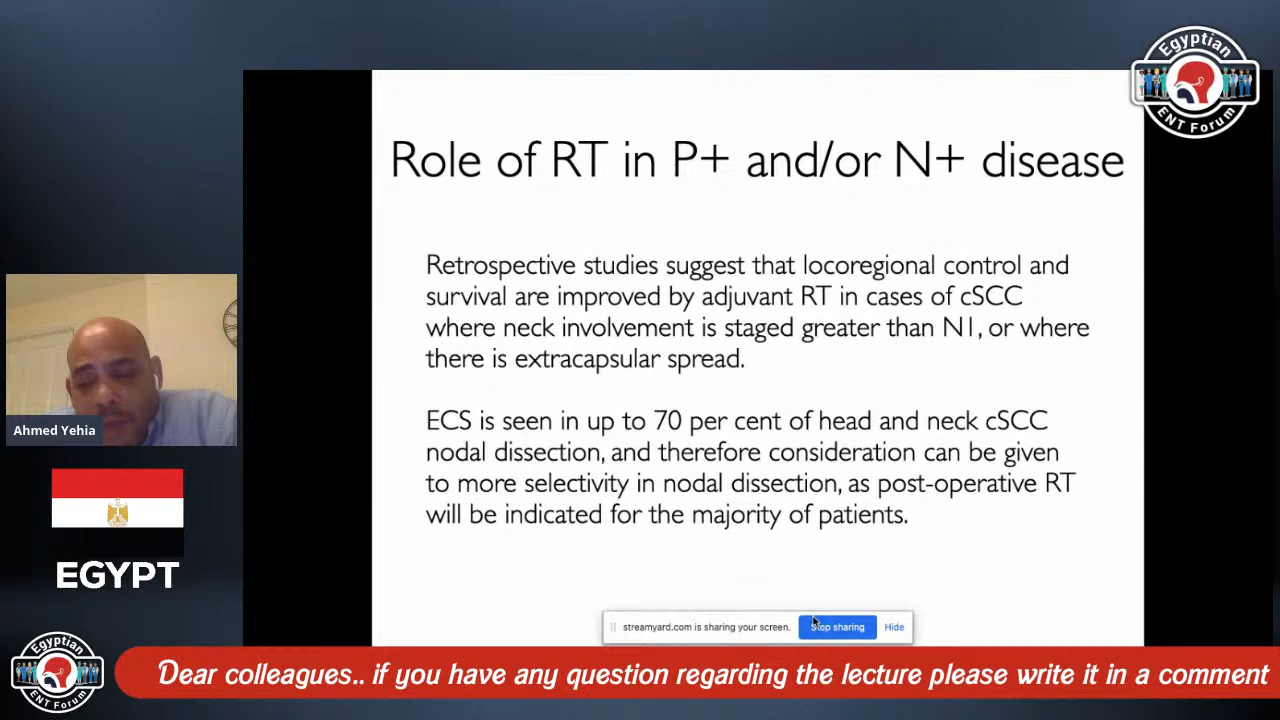 Egyptian
ENT Forum
Role of RT in P+ and/or N+ disease
Retrospective studies suggest that locoregional control and
survival are improved by adjuvant RT in cases of cSCC
where neck involvement is staged greater than N1, or where
there is extracapsular spread.
ECS is seen in up to 70 per cent of head and neck cSCC
nodal dissection, and therefore consideration can be given
to more selectivity in nodal dissection, as post-operative RT
will be indicated for the majority of patients.
Ahmed Yehia
EGYPT
streamyard.com is sharing your screen.
Stop sharing
Hide
Egyptian
ENT Forum
Dear colleagues.. if you have any question regarding the lecture please write it in a comment